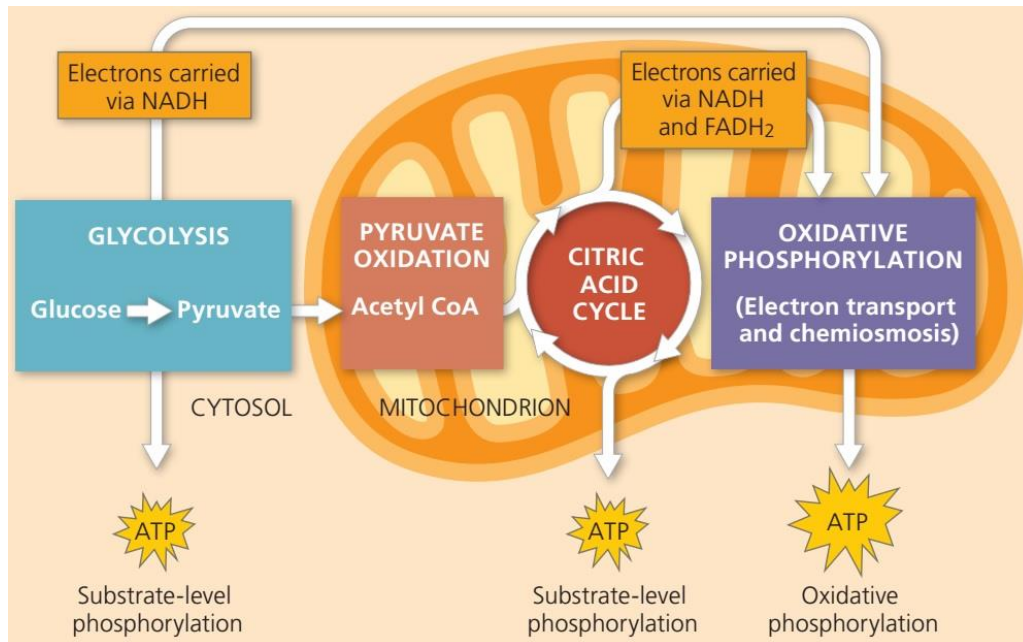 Electrons carried
via NADH
Electrons carried
via NADH
and FADH₂
GLYCOLYSIS
Glucose
Pyruvate
PYRUVATE
OXIDATION
Acetyl CoA
CITRIC
ACID
CYCLE
OXIDATIVE
PHOSPHORYLATION
(Electron transport
and chemiosmosis)
CYTOSOL
MITOCHONDRION
ATP
ATP
ATP
Substrate-level
phosphorylation
Substrate-level
phosphorylation
Oxidative
phosphorylation